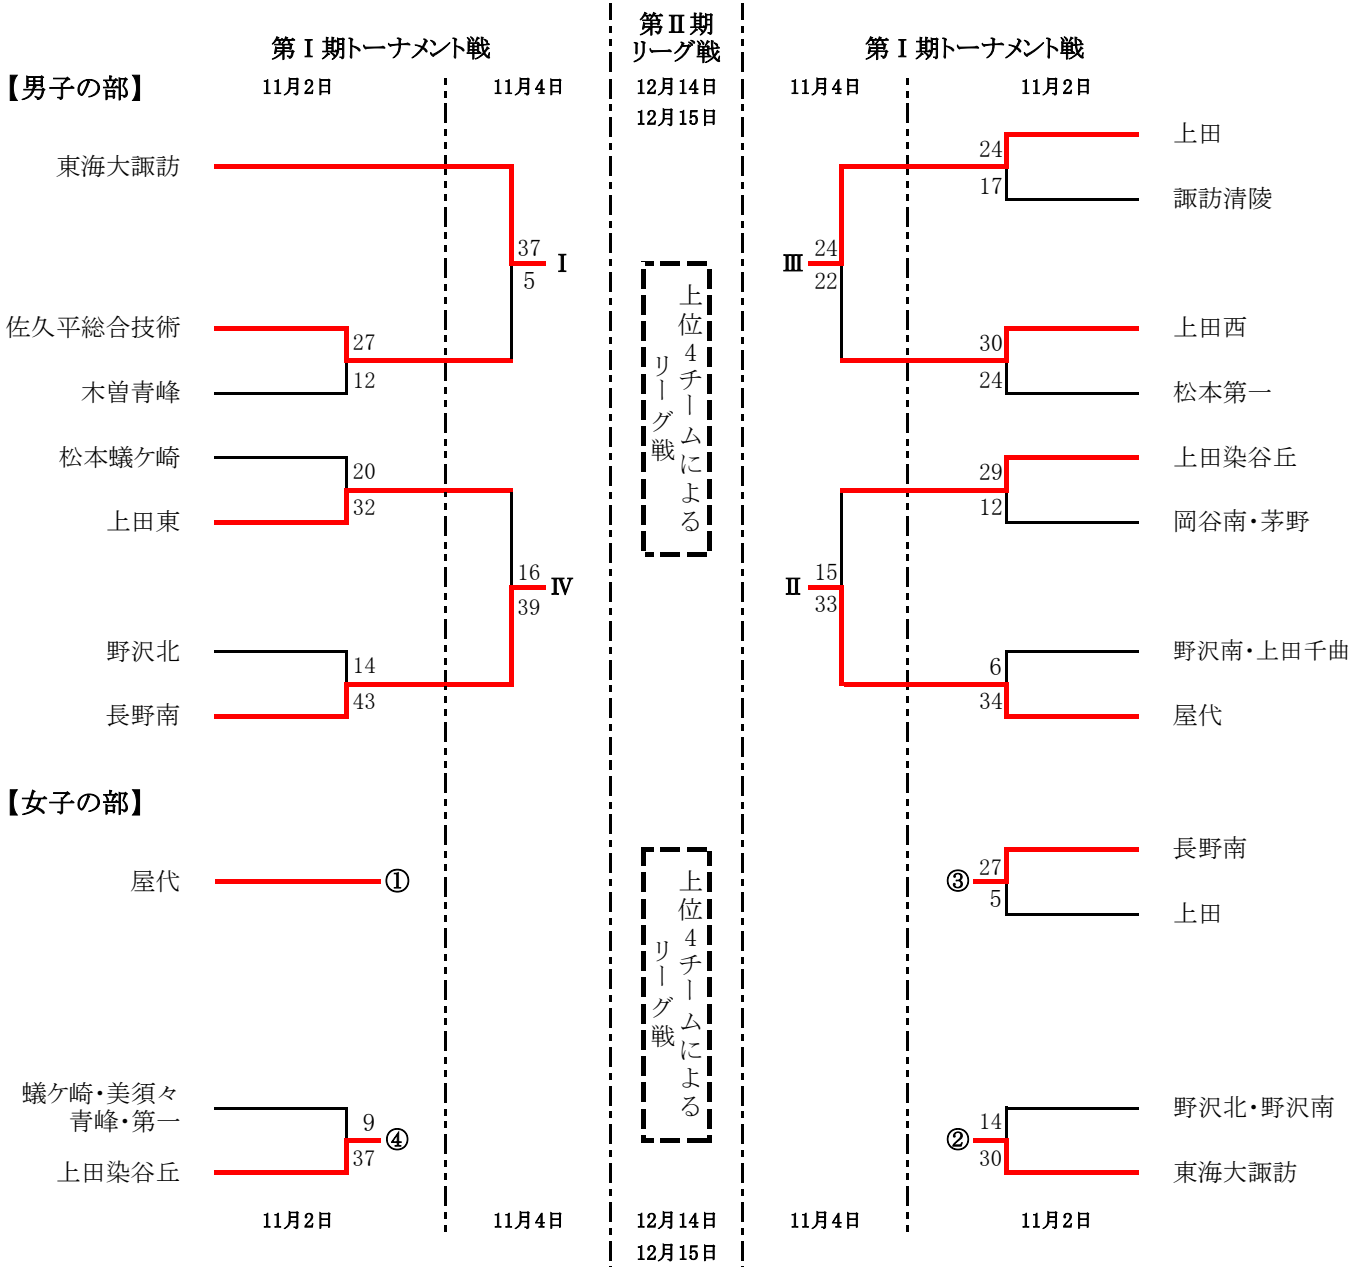 第Ⅱ期
リーグ戦
第Ⅰ期トーナメント戦
第Ⅰ期トーナメント戦
【男子の部】
11月2日
11月4日
12月14日
12月15日
11月4日
11月2日
東海大諏訪
佐久平総合技術
27
12
木曽青峰
37
5
Ⅰ
松本蟻ケ崎
20
32
上田東
16
39
Ⅳ
野沢北
14
43
長野南
上位4チームによる
リーグ戦
上田
24
17
諏訪清陵
Ⅲ
24
22
上田西
30
24
松本第一
上田染谷丘
29
12
岡谷南・茅野
Ⅱ
15
33
野沢南・上田千曲
6
34
屋代
【女子の部】
屋代
①
蟻ケ崎・美須々
青峰・第一
9
37
④
上田染谷丘
上位4チームによる
リーグ戦
長野南
③
27
5
上田
野沢北・野沢南
②
14
30
東海大諏訪
11月2日
11月4日
12月14日
12月15日
11月4日
11月2日